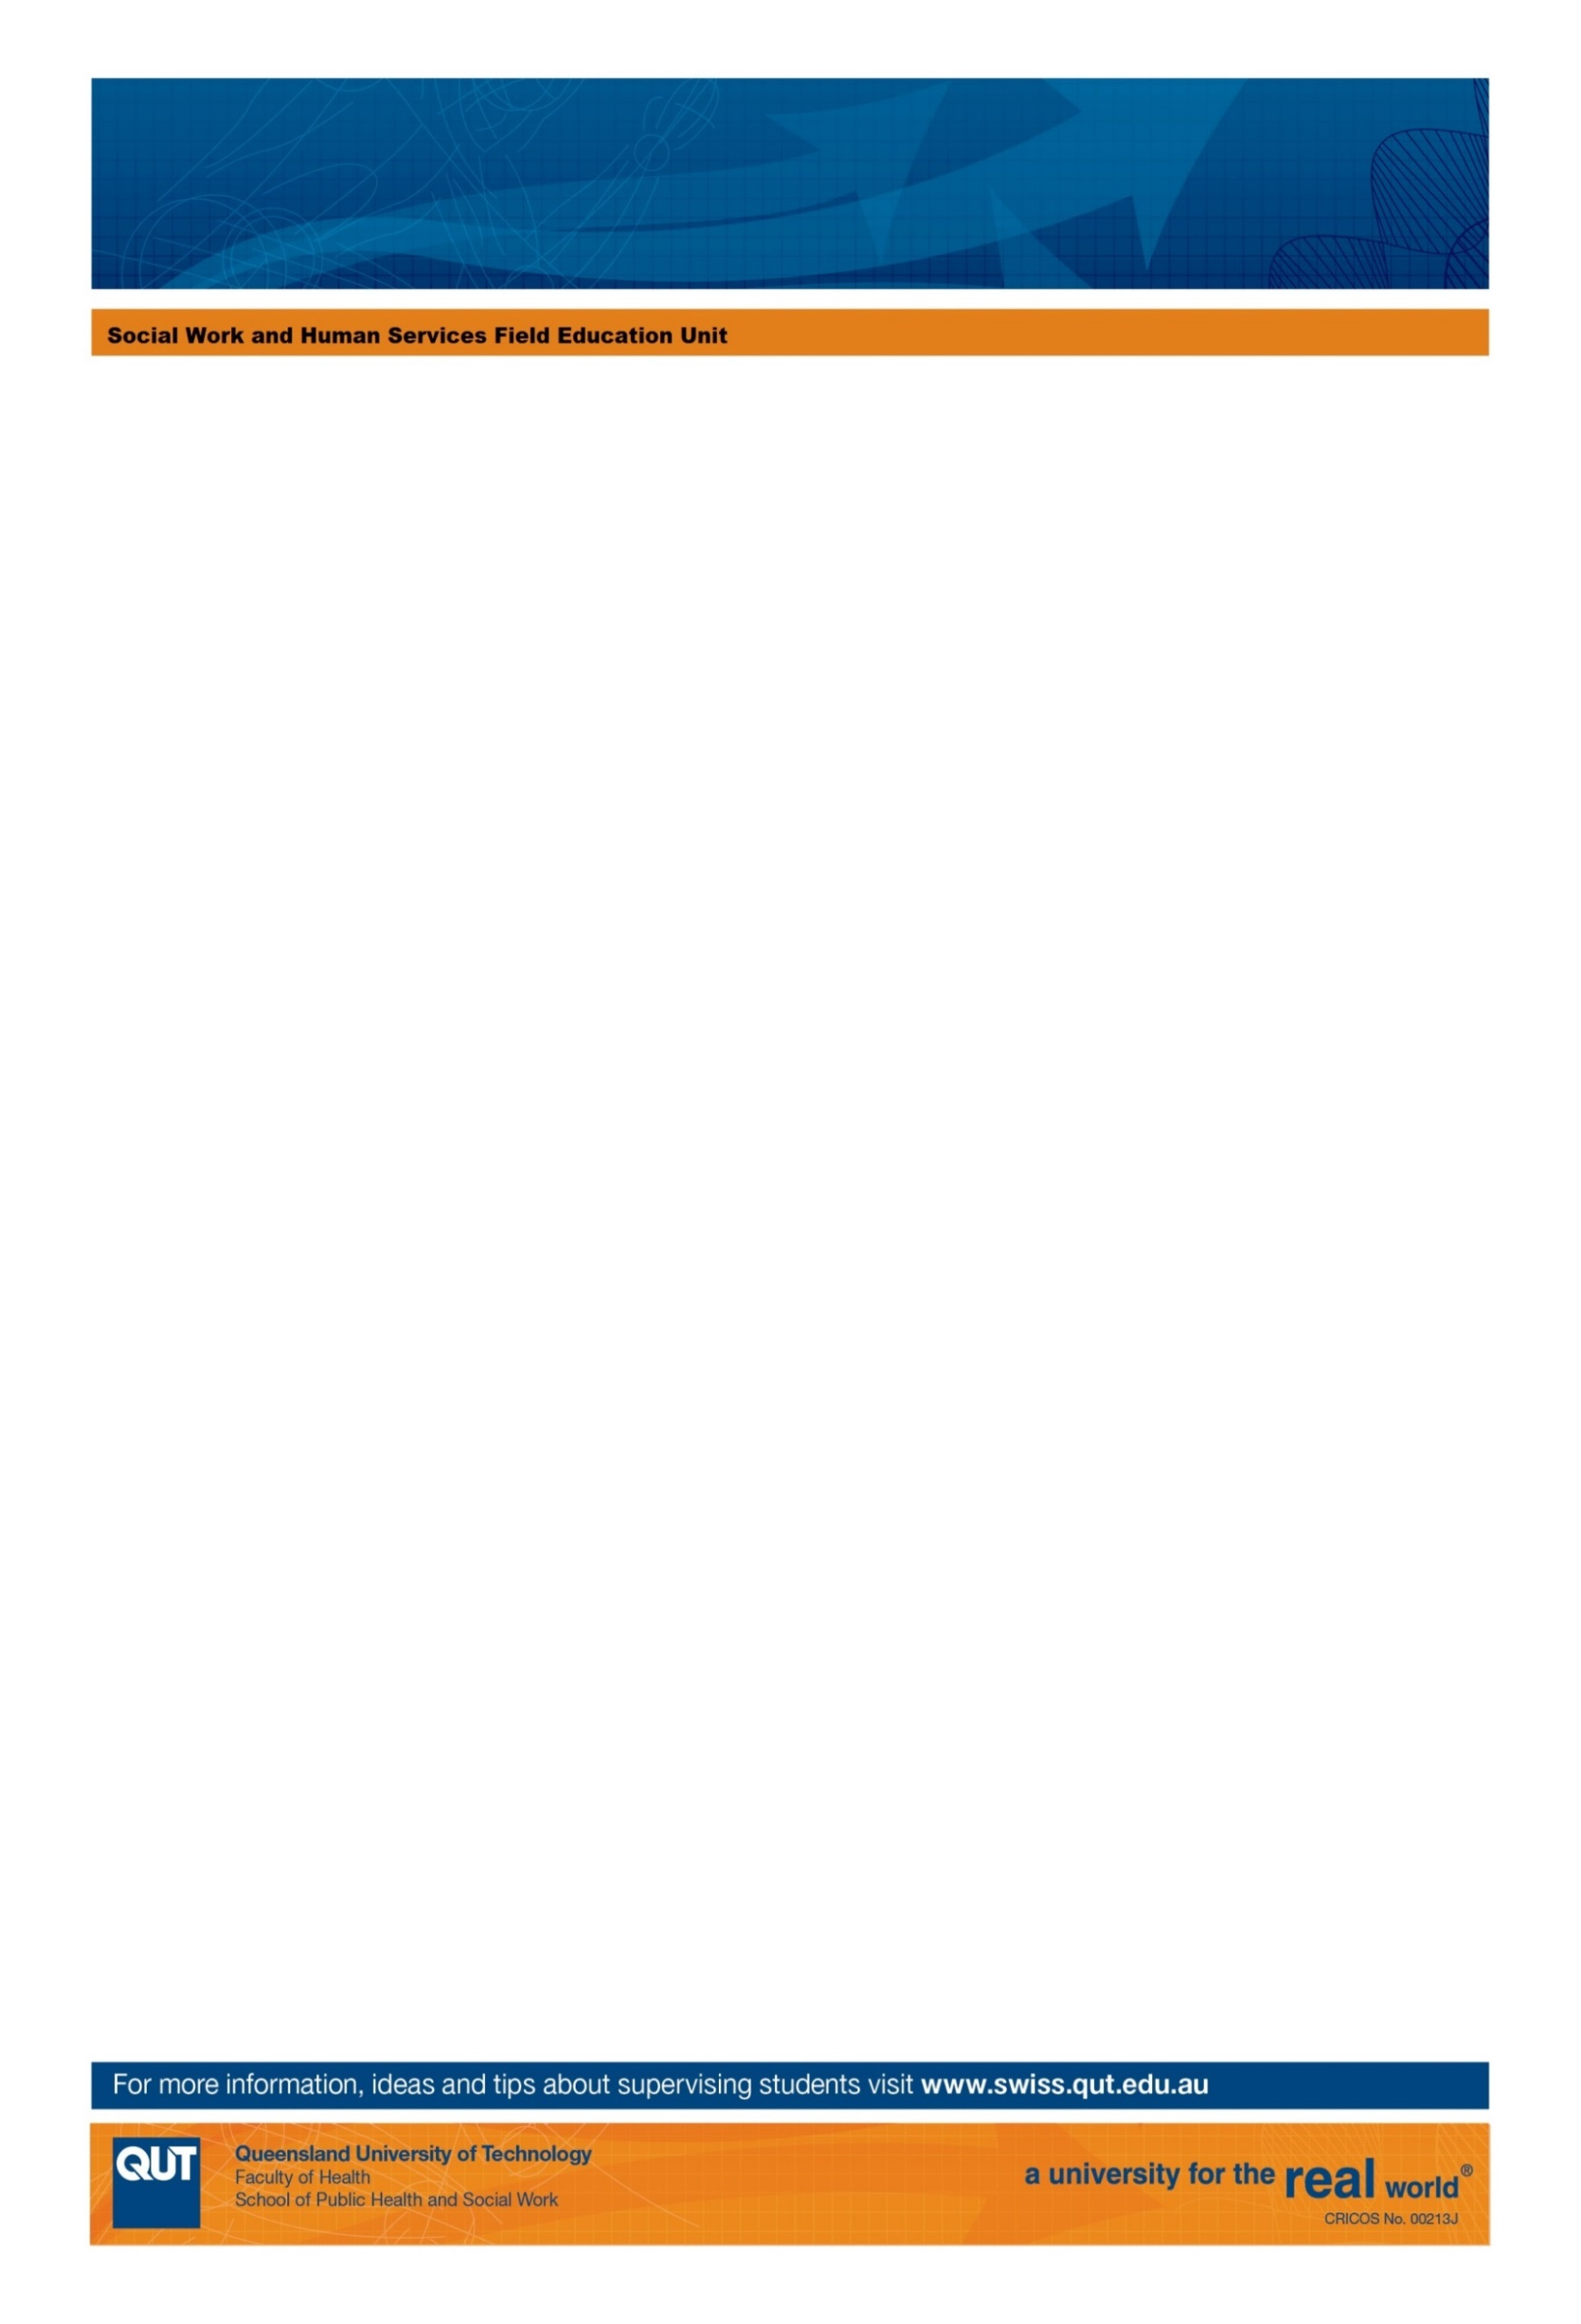 Social Work and Human Services Field Education Unit
For more information, ideas and tips about supervising students visit www.swiss.qut.edu.au
QUT
Queensland University of Technology
Faculty of Health
School of Public Health and Social Work
a university for the real world®
CRICOS No. 00213J